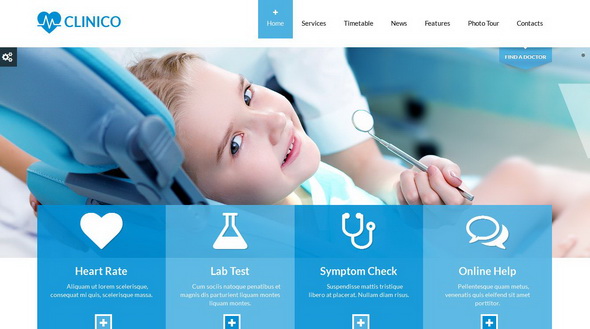 CLINICO
Home Services Timetable News Features Photo Tour Contacts
FIND A DOCTOR
Heart Rate
Aliquam ut lorem scelerisque,
consequat mi quis, scelerisque massa.
Lab Test
Cum sociis natoque penatibus et
magnis dis parturient liquam montes
liquam montes.
Symptom Check
Suspendisse mattis tristique
libero at placerat. Nullam diam risus.
Online Help
Pellentesque quam metus,
venenatis quis eleifend sit amet
porttitor.